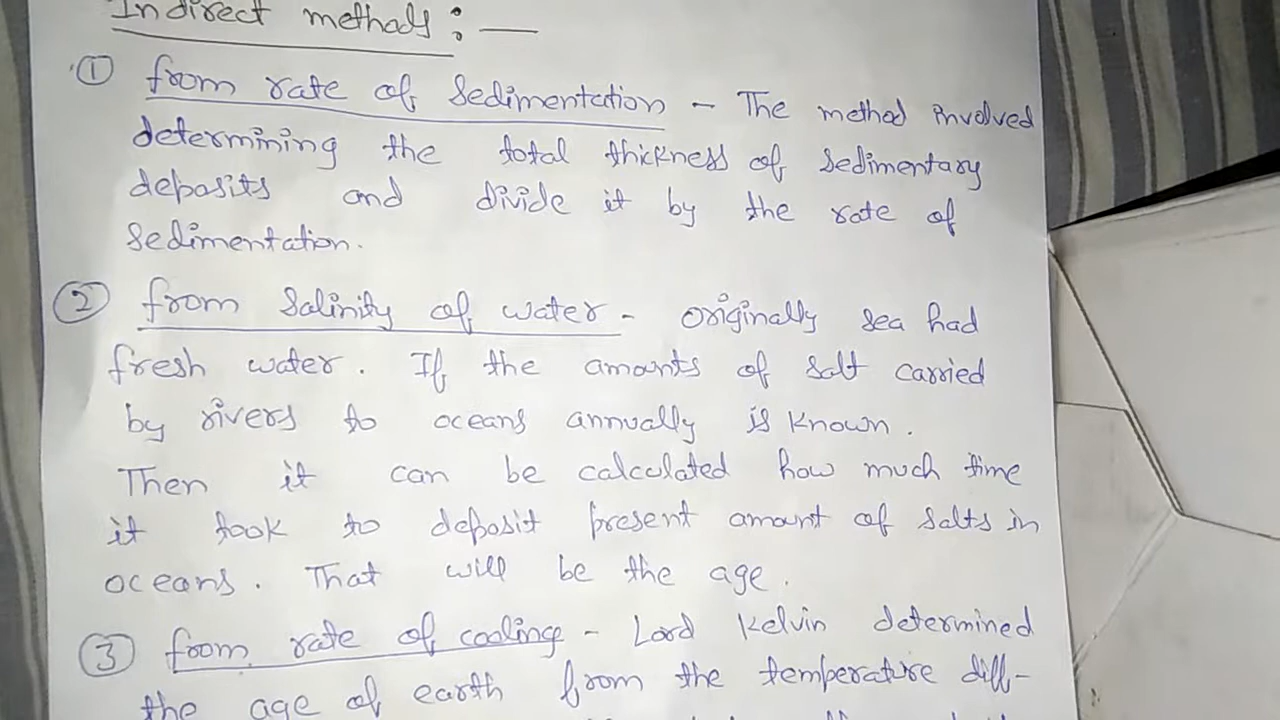 Indirect methods : —
① from rate of Sedimentation - The method involved
determining the total thickness of Sedimentary
deposits and divide it by the rate of
Sedimentation.
② from Salinity of water - originally sea had
fresh water. If the amounts of salt carried
by rivers to oceans annually is known.
Then it can be calculated how much time
it took to deposit present amount of salts in
oceans. That will be the age.
③ from rate of cooling - Lord Kelvin determined
the age of earth from the temperature diff-